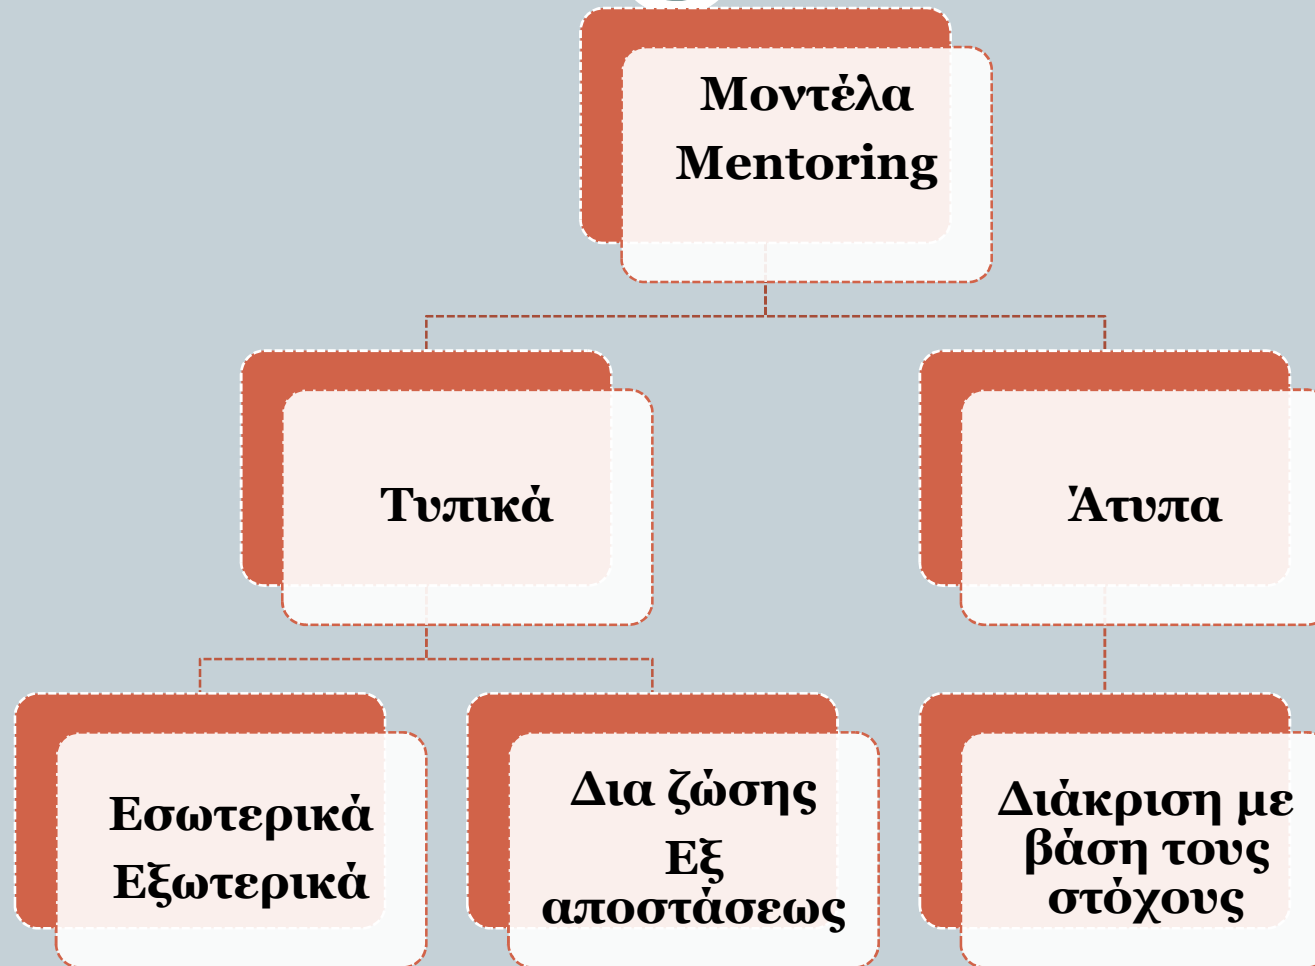 Μοντέλα
Mentoring
Τυπικά
Άτυπα
Εσωτερικά
Εξωτερικά
Δια ζώσης
Εξ
αποστάσεως
Διάκριση με
βάση τους
στόχους